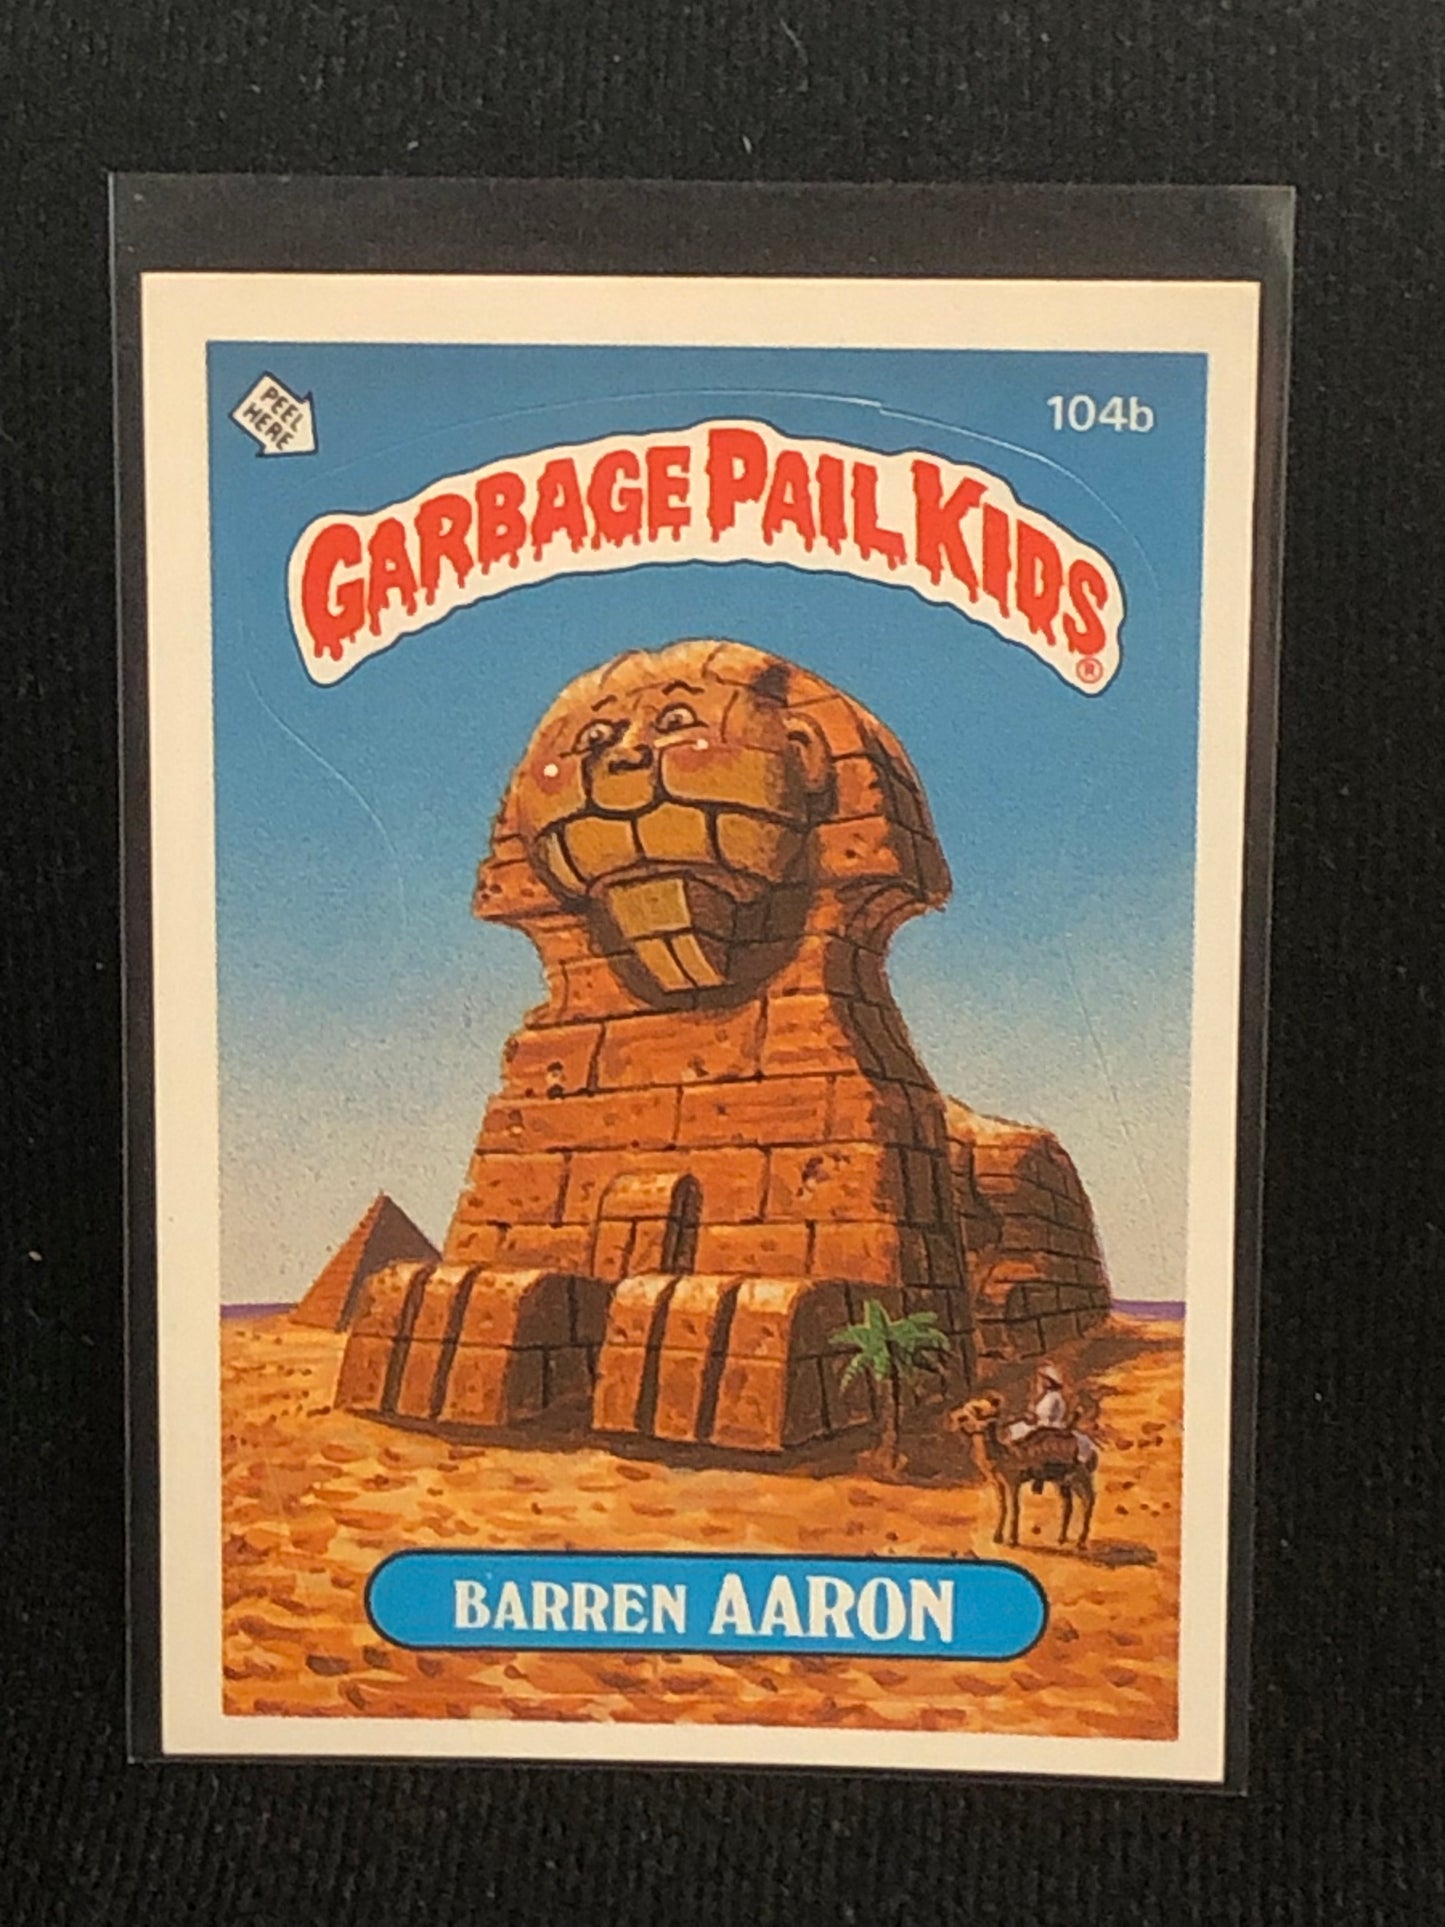 PEEL
HERE
104b
GARBAGE PAIL KIDS®
BARREN AARON